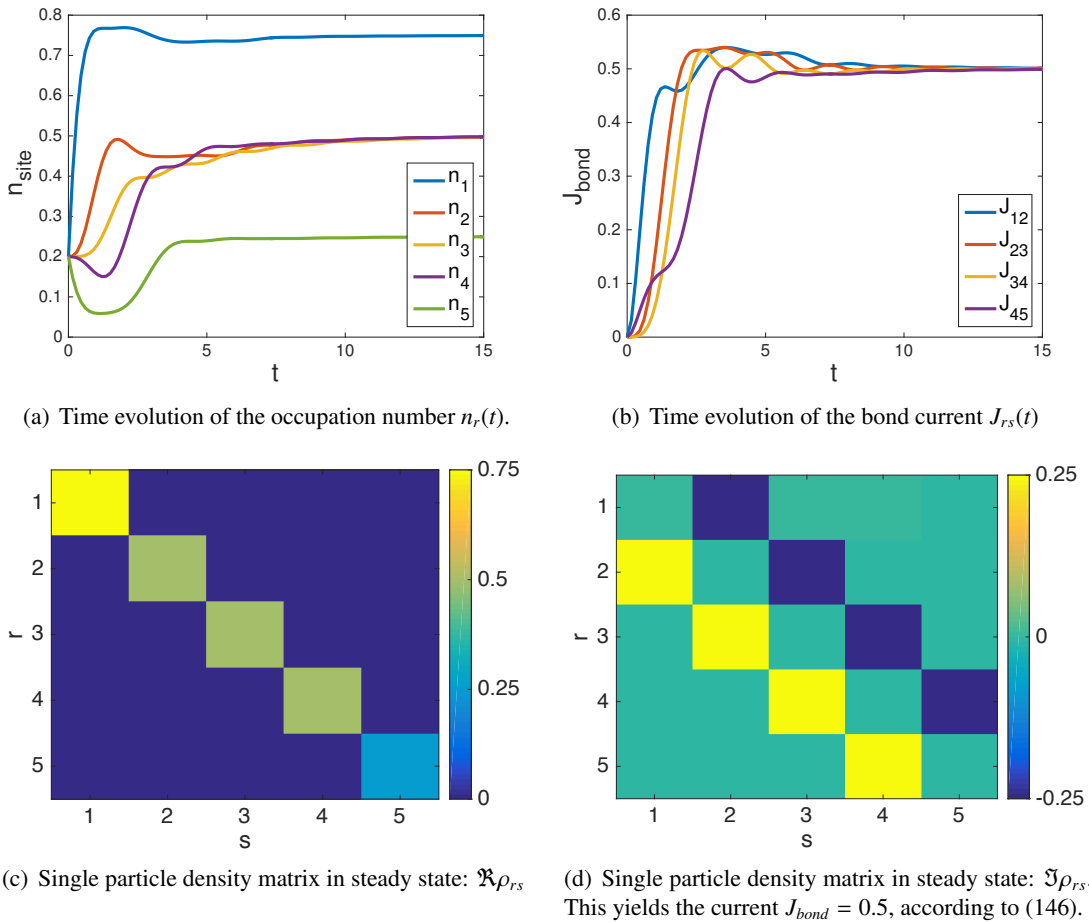 0.8
0.7
0.6
0.5
0.4
0.3
0.2
0.1
0
n_site
0 5 10 15
t
n_1
n_2
n_3
n_4
n_5
0.6
0.5
0.4
0.3
0.2
0.1
0
J_bond
0 5 10 15
t
J_12
J_23
J_34
J_45
(a) Time evolution of the occupation number n_r(t).
(b) Time evolution of the bond current J_rs(t)
1
2
3
4
5
r
1 2 3 4 5
s
0.75
0.5
0.25
0
1
2
3
4
5
r
1 2 3 4 5
s
0.25
0
-0.25
(c) Single particle density matrix in steady state: ℜρ_rs
(d) Single particle density matrix in steady state: ℑρ_rs.
This yields the current J_bond = 0.5, according to (146).